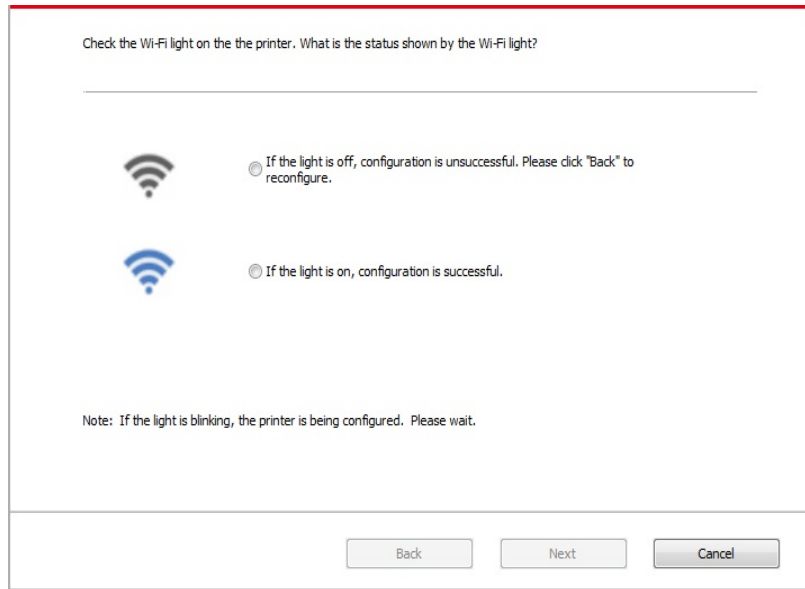 Check the Wi-Fi light on the the printer. What is the status shown by the Wi-Fi light?
If the light is off, configuration is unsuccessful. Please click "Back" to
reconfigure.
If the light is on, configuration is successful.
Note: If the light is blinking, the printer is being configured. Please wait.
Back
Next
Cancel